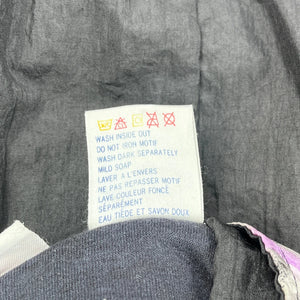 WASH INSIDE OUT
DO NOT IRON MOTIF
WASH DARK SEPARATELY
MILD SOAP
LAVER A L'ENVERS
NE PAS REPASSER MOTIF
LAVE COULEUR FONCÉ
SÉPARÉMENT
EAU TIÈDE ET SAVON DOUX